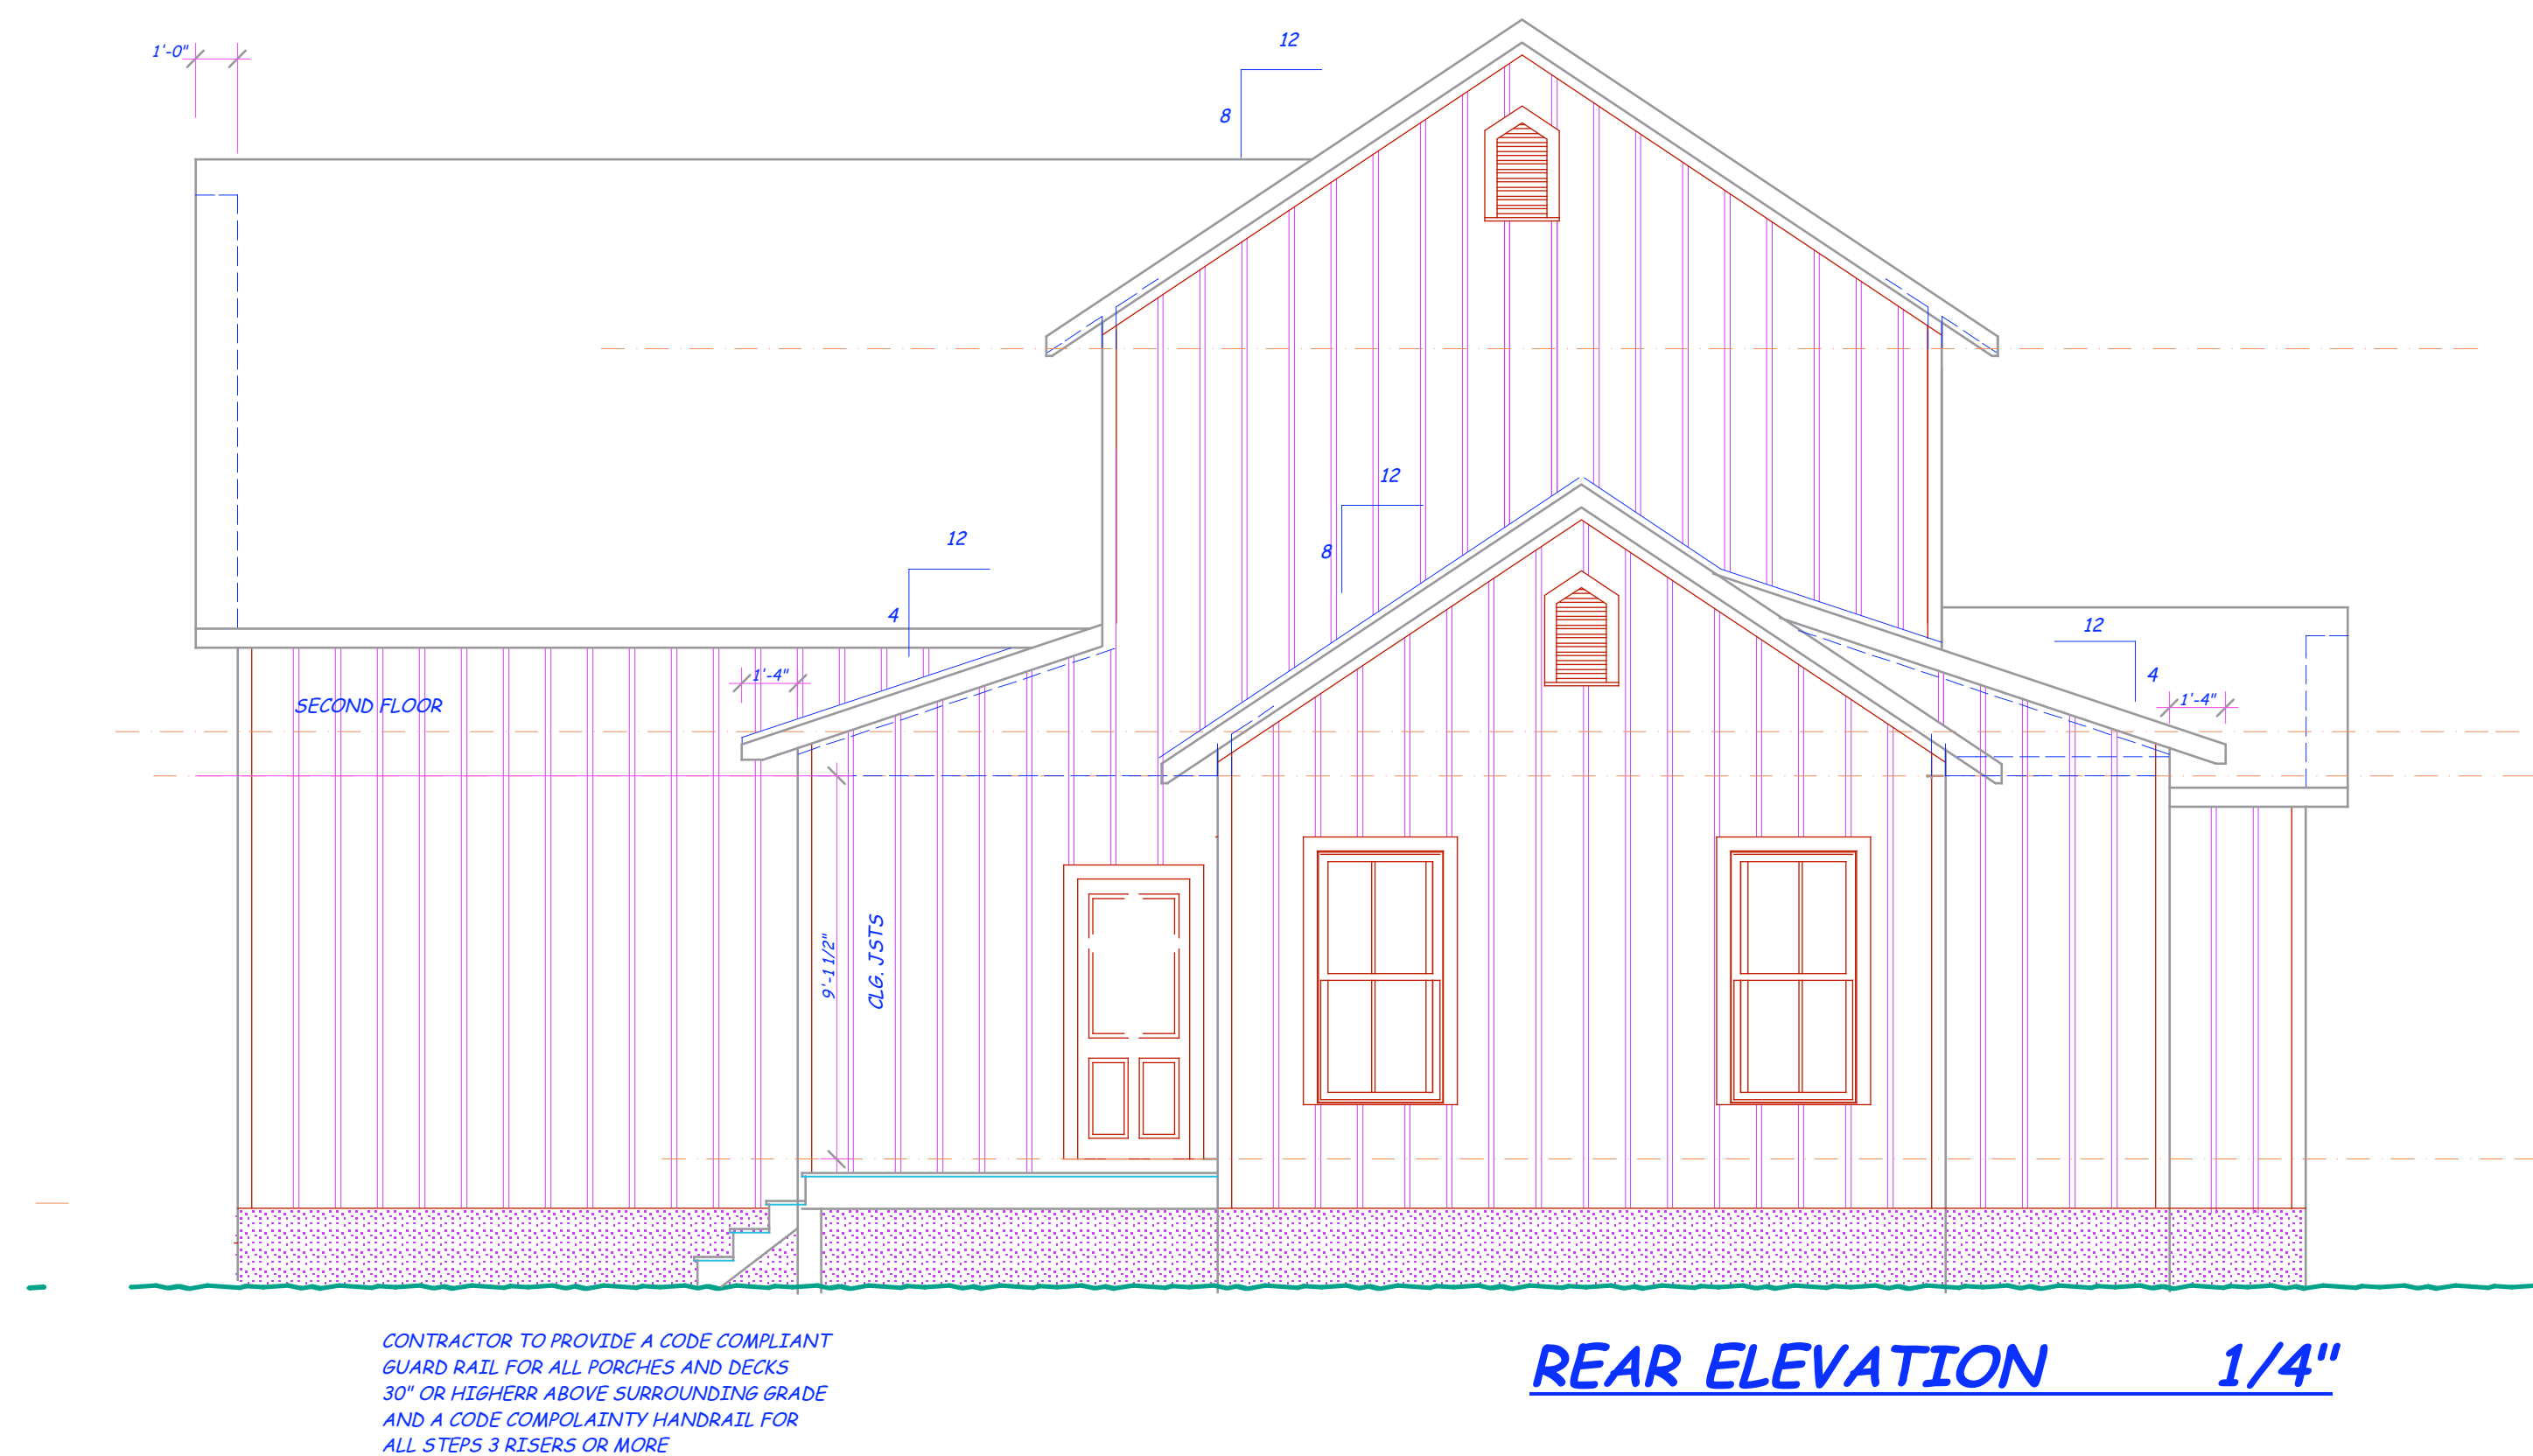 1'-0"
12
8
12
8
12
4
12
4
1'-4"
1'-4"
SECOND FLOOR
9'-1 1/2"
CLG. JSTS
CONTRACTOR TO PROVIDE A CODE COMPLIANT
GUARD RAIL FOR ALL PORCHES AND DECKS
30" OR HIGHERR ABOVE SURROUNDING GRADE
AND A CODE COMPOLAINTY HANDRAIL FOR
ALL STEPS 3 RISERS OR MORE
REAR ELEVATION 1/4"